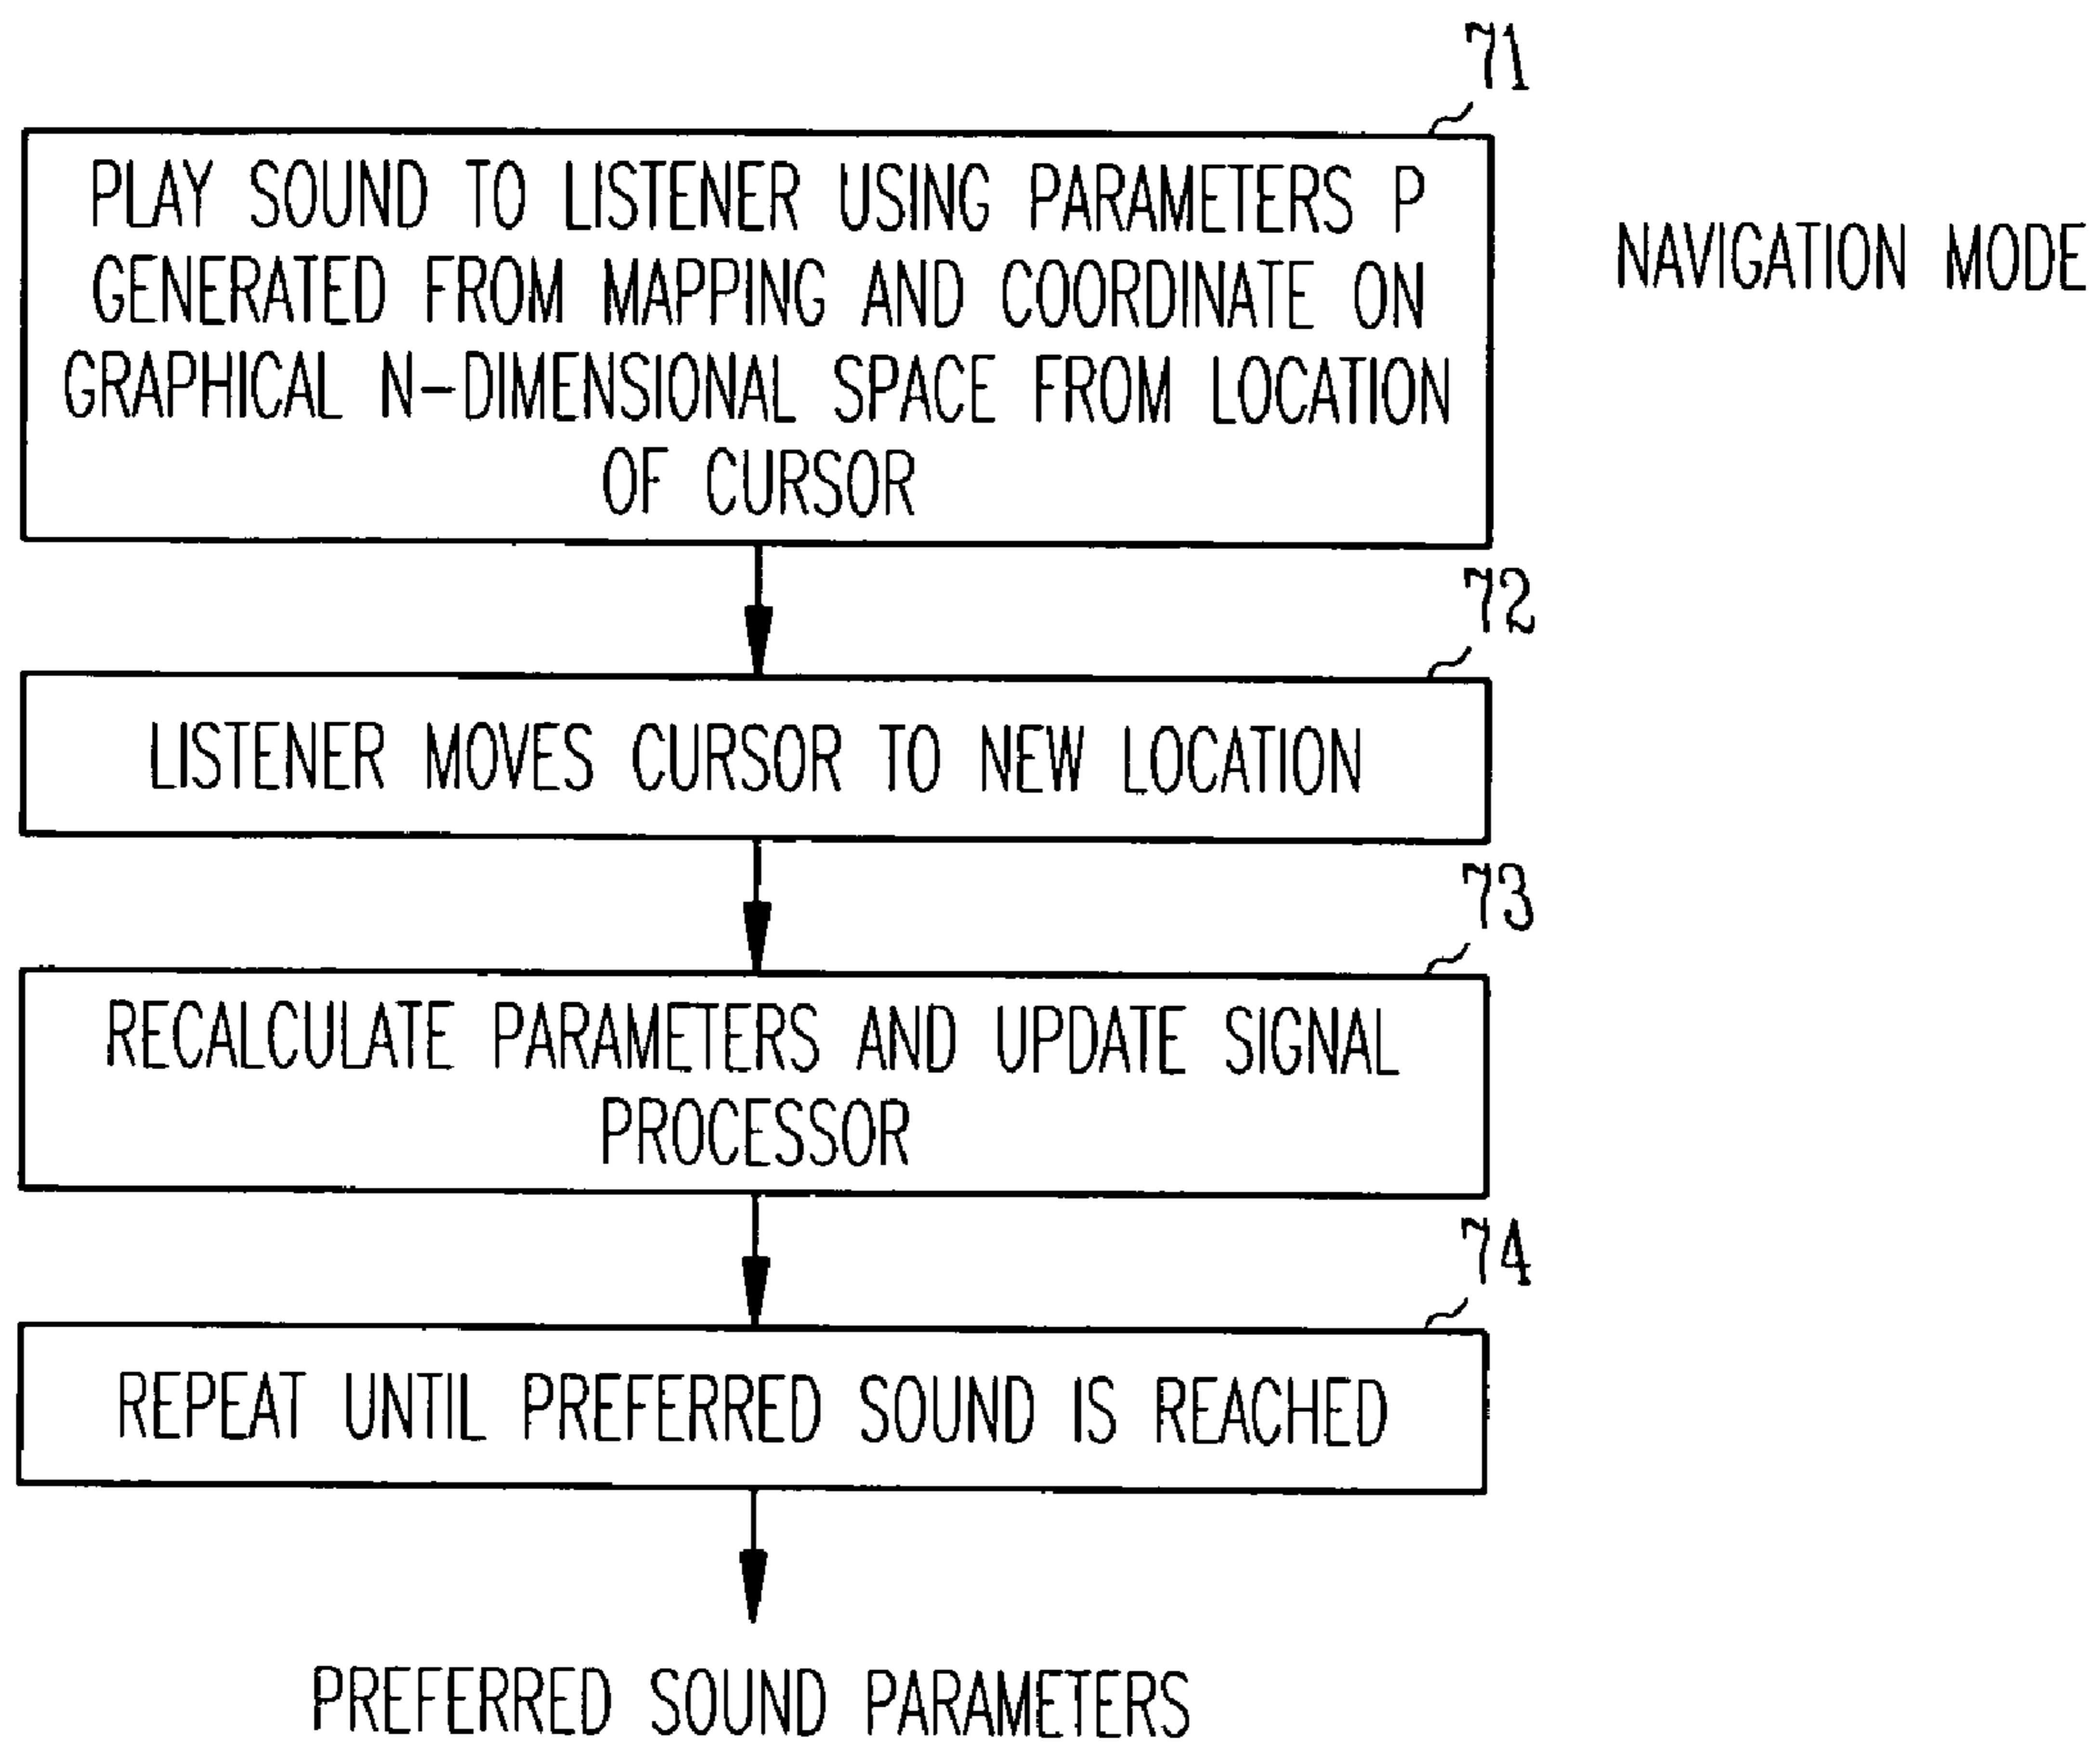 71
PLAY SOUND TO LISTENER USING PARAMETERS P
GENERATED FROM MAPPING AND COORDINATE ON
GRAPHICAL N-DIMENSIONAL SPACE FROM LOCATION
OF CURSOR
NAVIGATION MODE
72
LISTENER MOVES CURSOR TO NEW LOCATION
73
RECALCULATE PARAMETERS AND UPDATE SIGNAL
PROCESSOR
74
REPEAT UNTIL PREFERRED SOUND IS REACHED
PREFERRED SOUND PARAMETERS